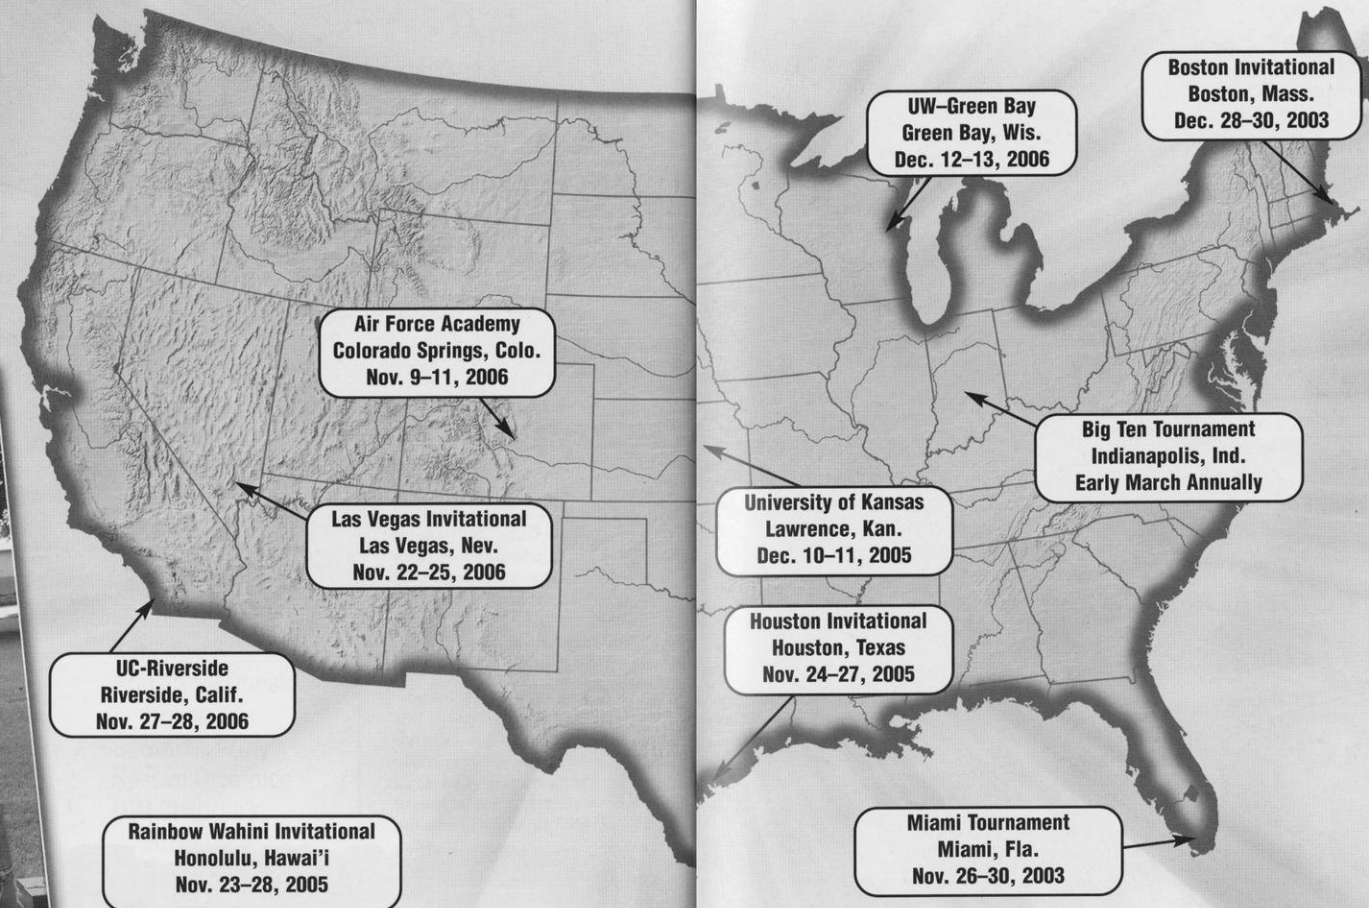 Boston Invitational
Boston, Mass.
Dec. 28–30, 2003
UW–Green Bay
Green Bay, Wis.
Dec. 12–13, 2006
Air Force Academy
Colorado Springs, Colo.
Nov. 9–11, 2006
Big Ten Tournament
Indianapolis, Ind.
Early March Annually
University of Kansas
Lawrence, Kan.
Dec. 10–11, 2005
Las Vegas Invitational
Las Vegas, Nev.
Nov. 22–25, 2006
Houston Invitational
Houston, Texas
Nov. 24–27, 2005
UC-Riverside
Riverside, Calif.
Nov. 27–28, 2006
Miami Tournament
Miami, Fla.
Nov. 26–30, 2003
Rainbow Wahini Invitational
Honolulu, Hawai'i
Nov. 23–28, 2005